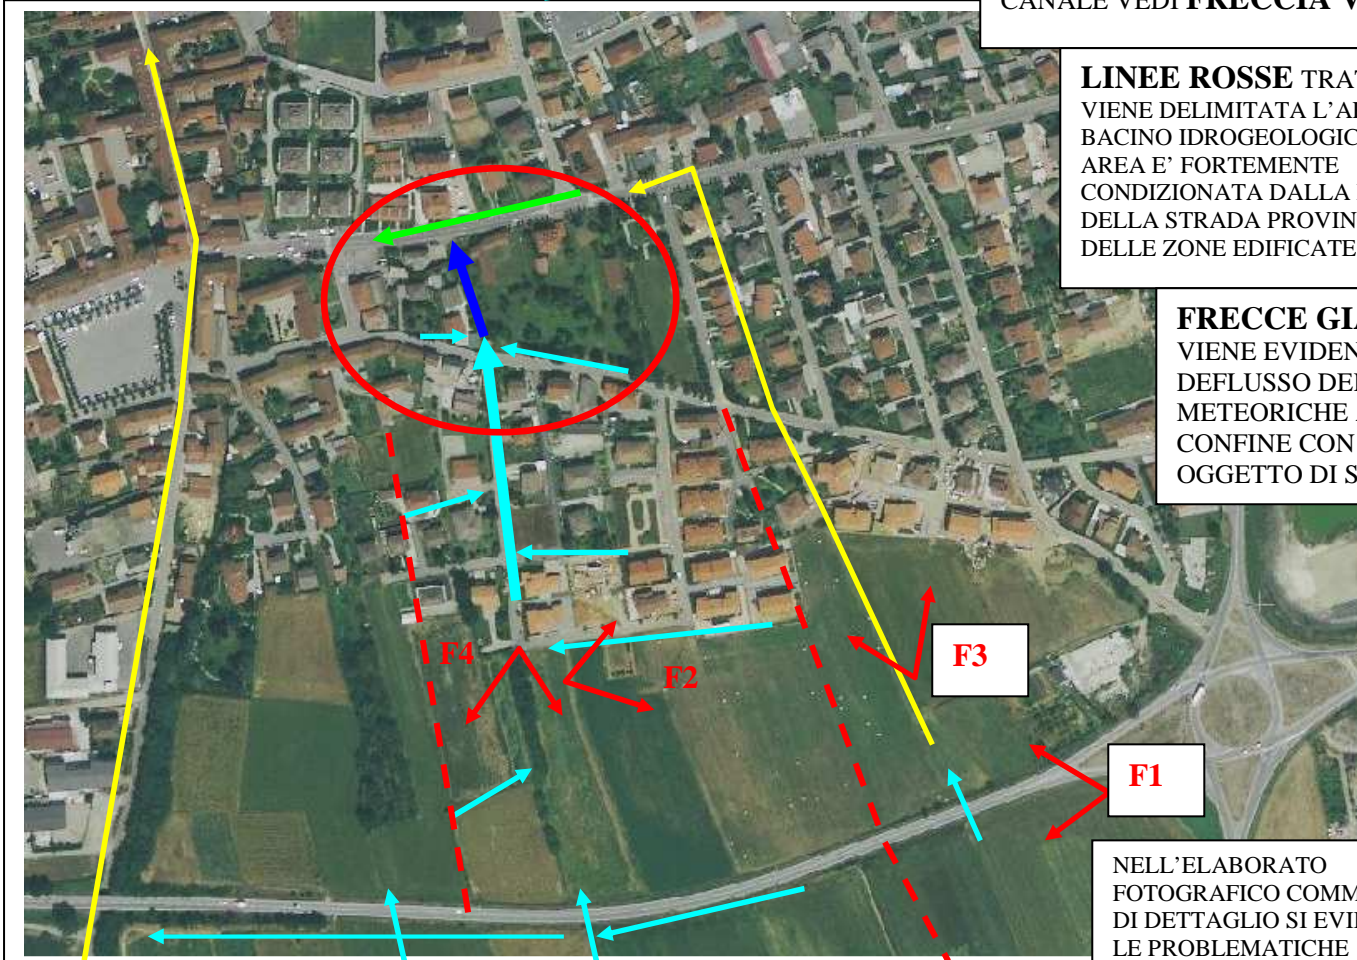 CANALE VEDI FRECCIA V
LINEE ROSSE TRA
VIENE DELIMITATA L'A
BACINO IDROGEOLOGIC
AREA E' FORTEMENTE
CONDIZIONATA DALLA
DELLA STRADA PROVIN
DELLE ZONE EDIFICATE
FRECCE GI
VIENE EVIDEN
DEFLUSSO DE
METEORICHE
CONFINE CON
OGGETTO DI S
F4
F2
F3
F1
NELL'ELABORATO
FOTOGRAFICO COMM
DI DETTAGLIO SI EVI
LE PROBLEMATICHE